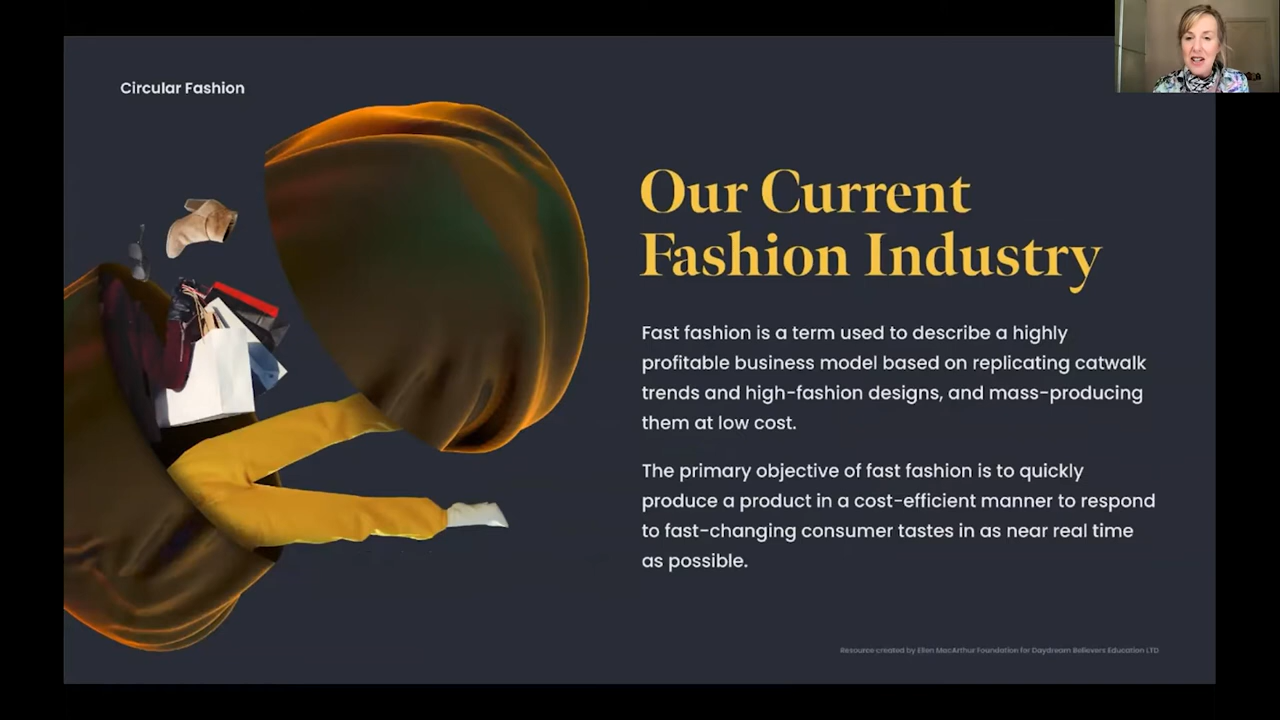 Circular Fashion
Our Current
Fashion Industry
Fast fashion is a term used to describe a highly
profitable business model based on replicating catwalk
trends and high-fashion designs, and mass-producing
them at low cost.
The primary objective of fast fashion is to quickly
produce a product in a cost-efficient manner to respond
to fast-changing consumer tastes in as near real time
as possible.
Resource created by Ellen MacArthur Foundation for Daydream Believers Education LTD